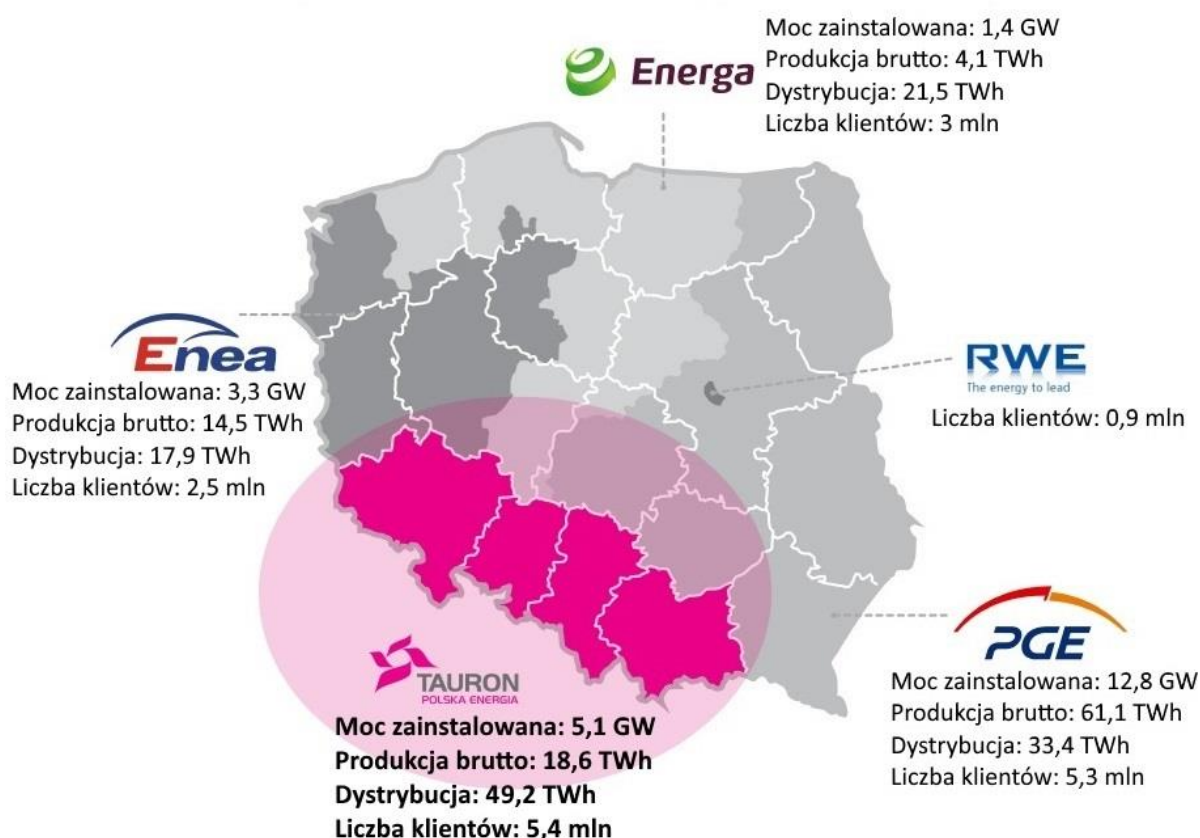 Moc zainstalowana: 1,4 GW
Produkcja brutto: 4,1 TWh
Dystrybucja: 21,5 TWh
Liczba klientów: 3 mln
Energa
Enea
Moc zainstalowana: 3,3 GW
Produkcja brutto: 14,5 TWh
Dystrybucja: 17,9 TWh
Liczba klientów: 2,5 mln
RWE
The energy to lead
Liczba klientów: 0,9 mln
PGE
Moc zainstalowana: 12,8 GW
Produkcja brutto: 61,1 TWh
Dystrybucja: 33,4 TWh
Liczba klientów: 5,3 mln
TAURON
POLSKA ENERGIA
Moc zainstalowana: 5,1 GW
Produkcja brutto: 18,6 TWh
Dystrybucja: 49,2 TWh
Liczba klientów: 5,4 mln